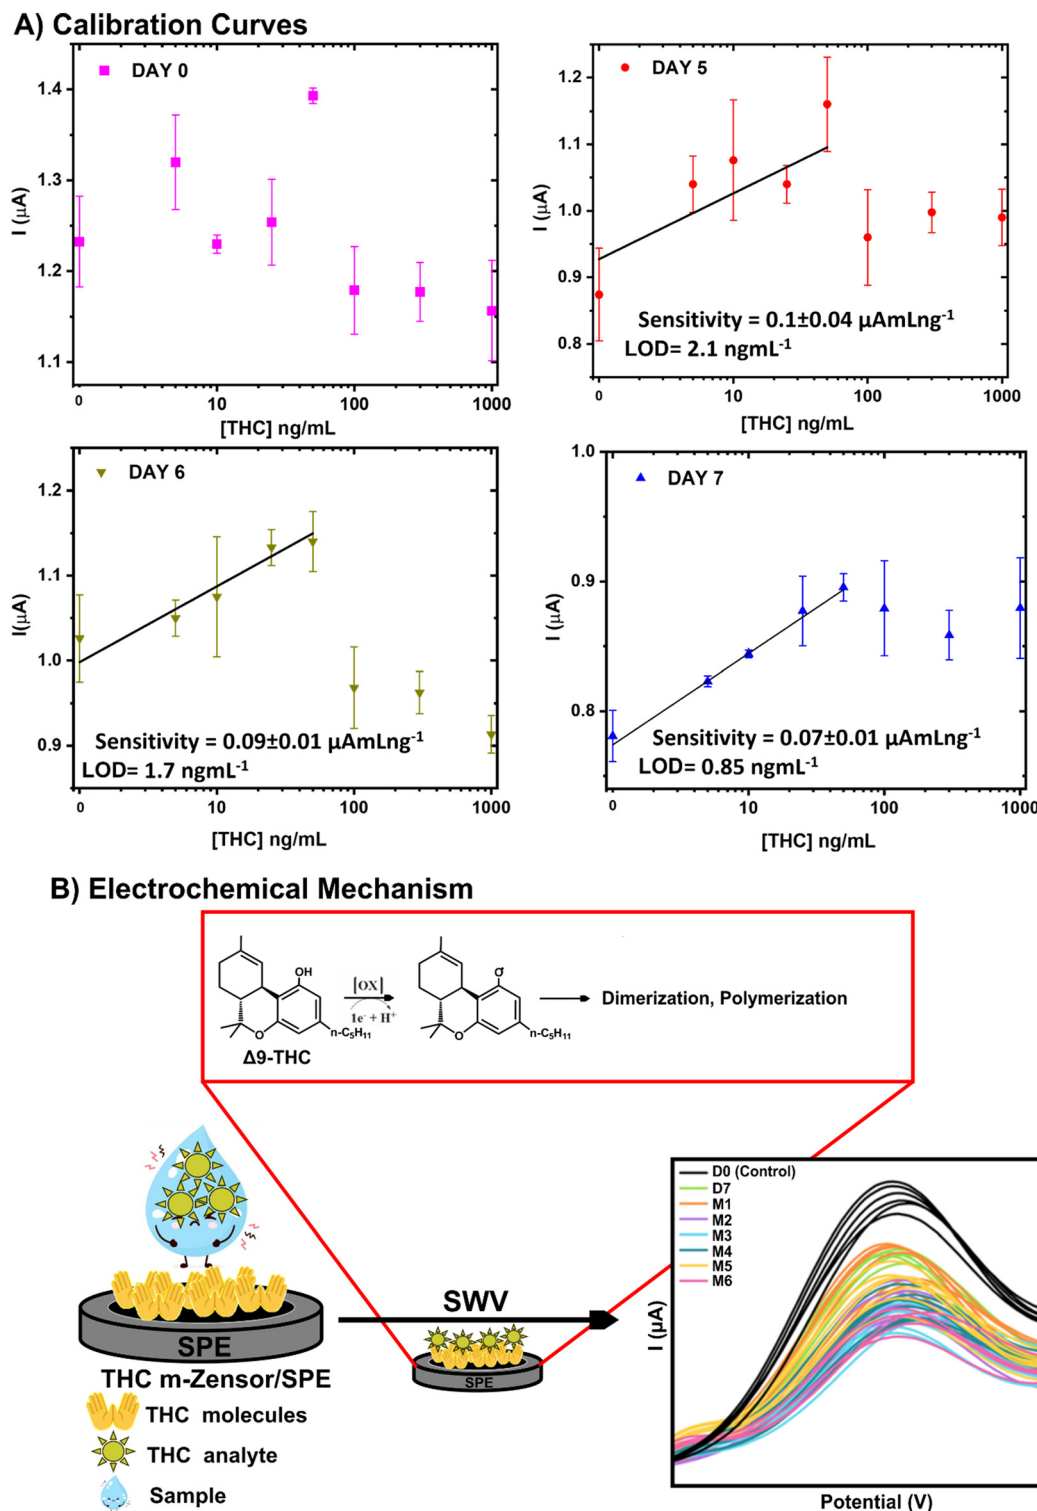 A) Calibration Curves
DAY 0
1.4
1.3
1.2
1.1
I (μA)
0
10
100
1000
[THC] ng/mL
DAY 5
1.2
1.1
1.0
0.9
0.8
I (μA)
Sensitivity = 0.1±0.04 μAmLng⁻¹
LOD= 2.1 ngmL⁻¹
0
10
100
1000
[THC] ng/mL
DAY 6
1.2
1.1
1.0
0.9
I(μA)
Sensitivity = 0.09±0.01 μAmLng⁻¹
LOD= 1.7 ngmL⁻¹
0
10
100
1000
[THC] ng/mL
DAY 7
1.0
0.9
0.8
I (μA)
Sensitivity = 0.07±0.01 μAmLng⁻¹
LOD= 0.85 ngmL⁻¹
0
10
100
1000
[THC] ng/mL
B) Electrochemical Mechanism
OH
O
n-C₅H₁₁
Δ9-THC
[OX]
1e⁻ + H⁺
O
O
n-C₅H₁₁
Dimerization, Polymerization
SPE
THC m-Zensor/SPE
THC molecules
THC analyte
Sample
SWV
SPE
D0 (Control)
D7
M1
M2
M3
M4
M5
M6
I (μA)
Potential (V)